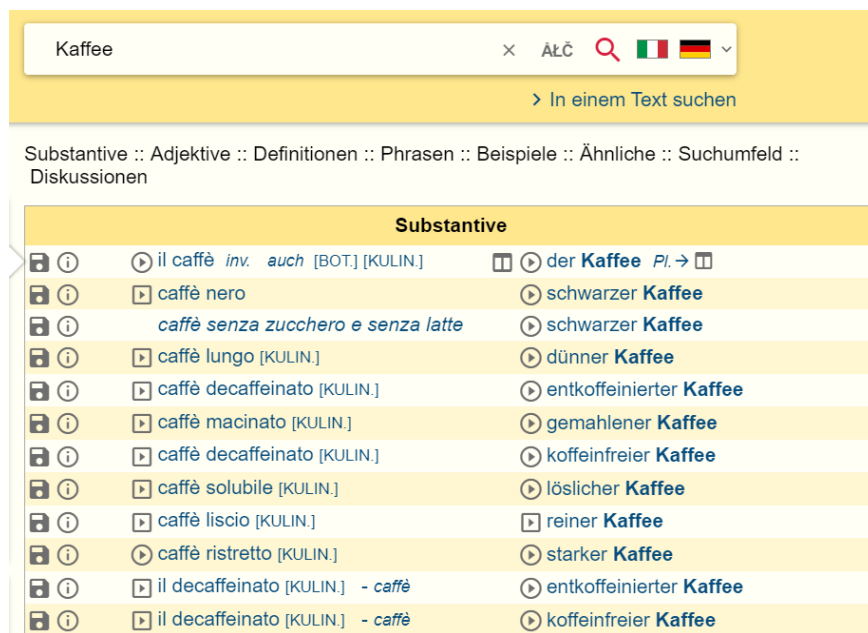 Kaffee × ÀŁČ
> In einem Text suchen
Substantive :: Adjektive :: Definitionen :: Phrasen :: Beispiele :: Ähnliche :: Suchumfeld ::
Diskussionen
Substantive
il caffè inv. auch [BOT.] [KULIN.] der Kaffee Pl. →
caffè nero schwarzer Kaffee
caffè senza zucchero e senza latte schwarzer Kaffee
caffè lungo [KULIN.] dünner Kaffee
caffè decaffeinato [KULIN.] entkoffeinierter Kaffee
caffè macinato [KULIN.] gemahlener Kaffee
caffè decaffeinato [KULIN.] koffeinfreier Kaffee
caffè solubile [KULIN.] löslicher Kaffee
caffè liscio [KULIN.] reiner Kaffee
caffè ristretto [KULIN.] starker Kaffee
il decaffeinato [KULIN.] - caffè entkoffeinierter Kaffee
il decaffeinato [KULIN.] - caffè koffeinfreier Kaffee